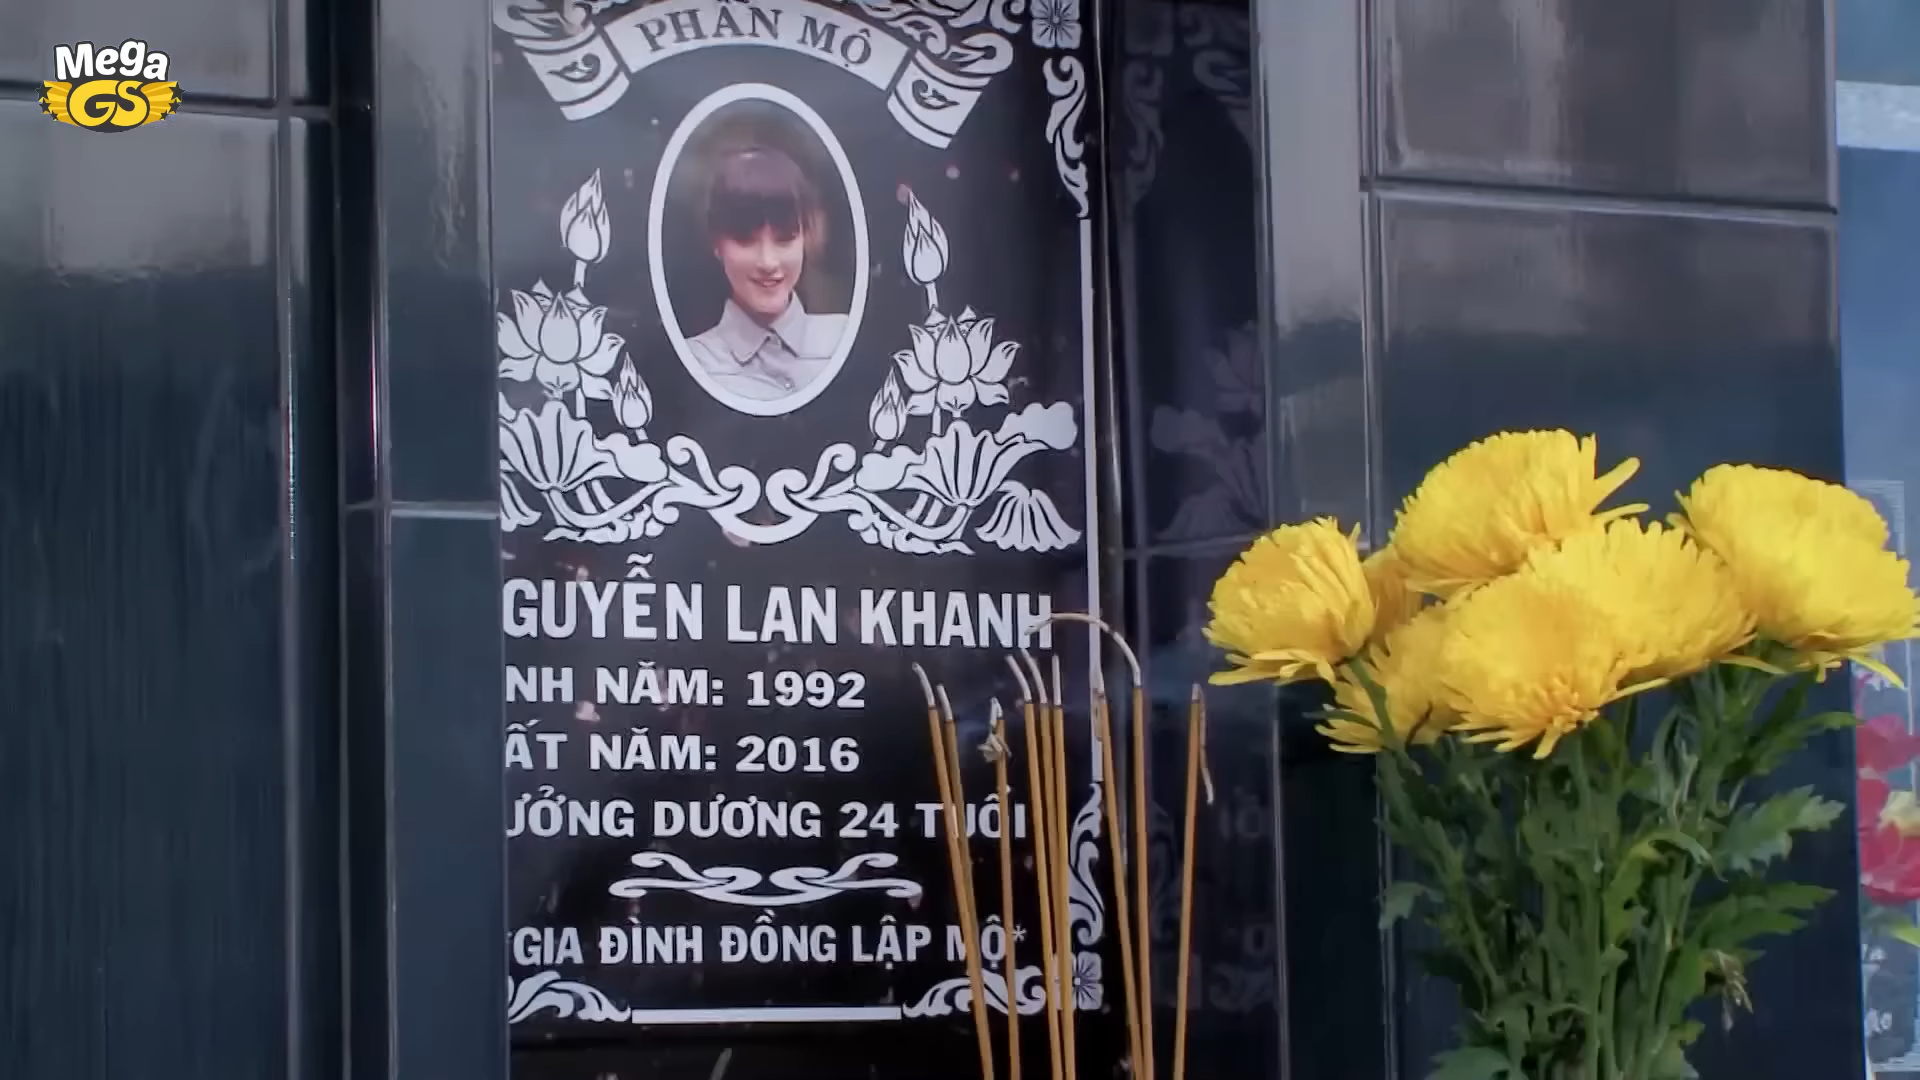 Mega
GS
PHẦN MỘ
GUYỄN LAN KHANH
NH NĂM: 1992
ẤT NĂM: 2016
ƯỞNG DƯƠNG 24 TUỔI
*GIA ĐÌNH ĐỒNG LẬP MỘ*